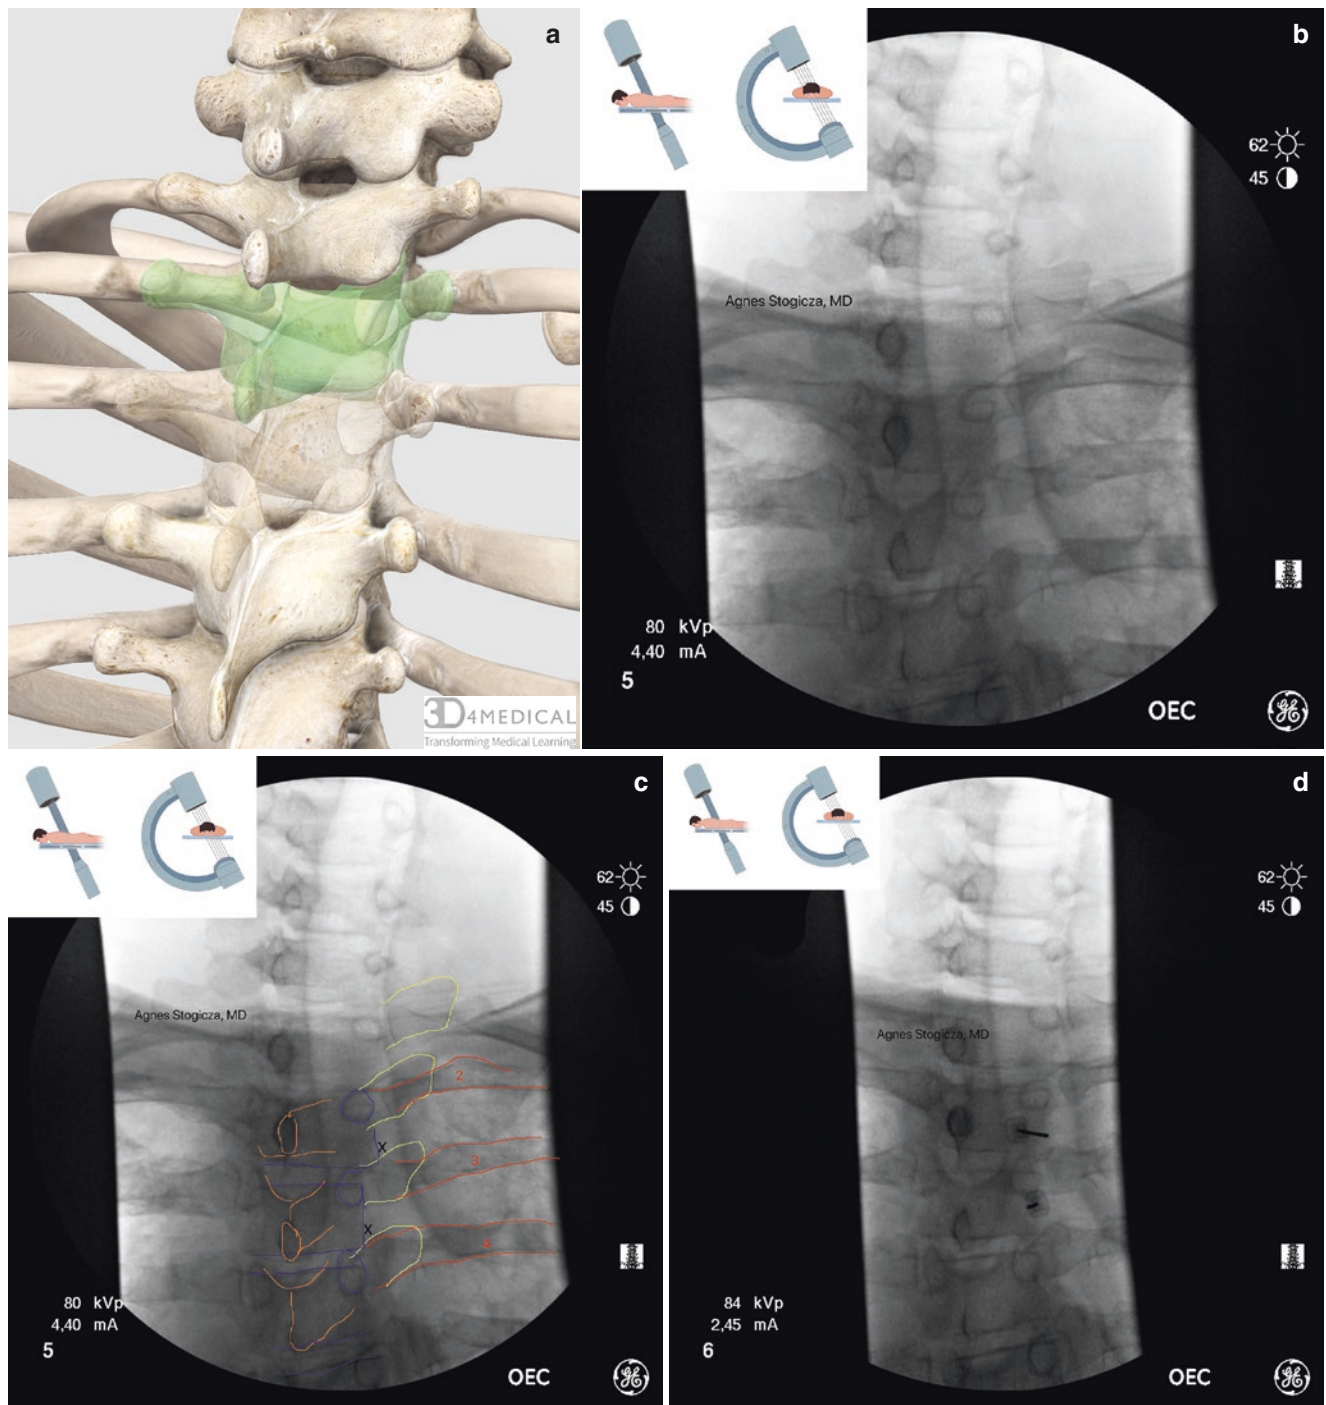 a
3D4MEDICAL
Transforming Medical Learning
b
62
45
Agnes Stogicza, MD
80 kVp
4,40 mA
5
OEC
c
62
45
Agnes Stogicza, MD
2
X
3
X
4
80 kVp
4,40 mA
5
OEC
d
62
45
Agnes Stogicza, MD
84 kVp
2,45 mA
6
OEC